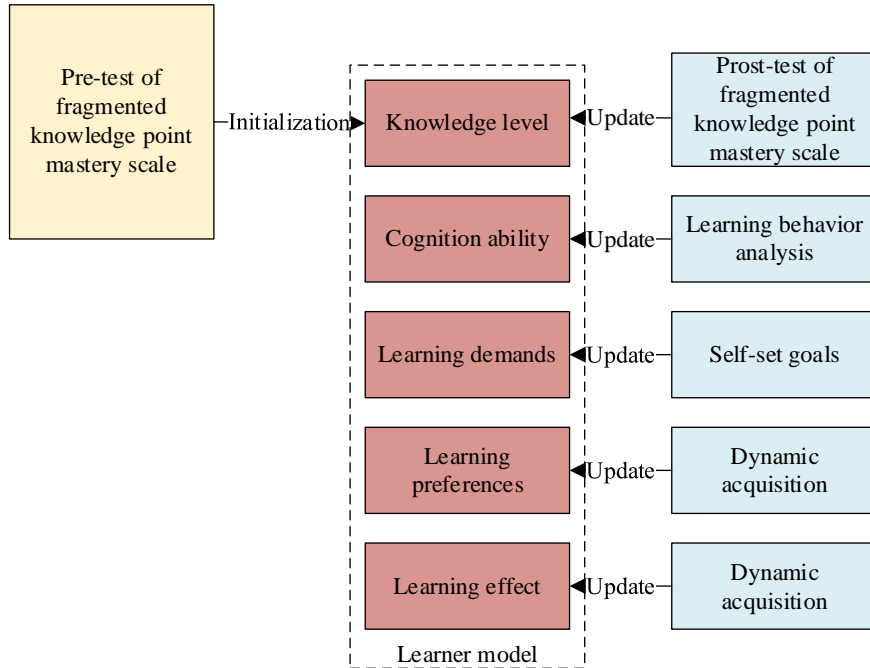 Pre-test of
fragmented
knowledge point
mastery scale
Initialization
Knowledge level
Update
Prost-test of
fragmented
knowledge point
mastery scale
Cognition ability
Update
Learning behavior
analysis
Learning demands
Update
Self-set goals
Learning
preferences
Update
Dynamic
acquisition
Learning effect
Update
Dynamic
acquisition
Learner model